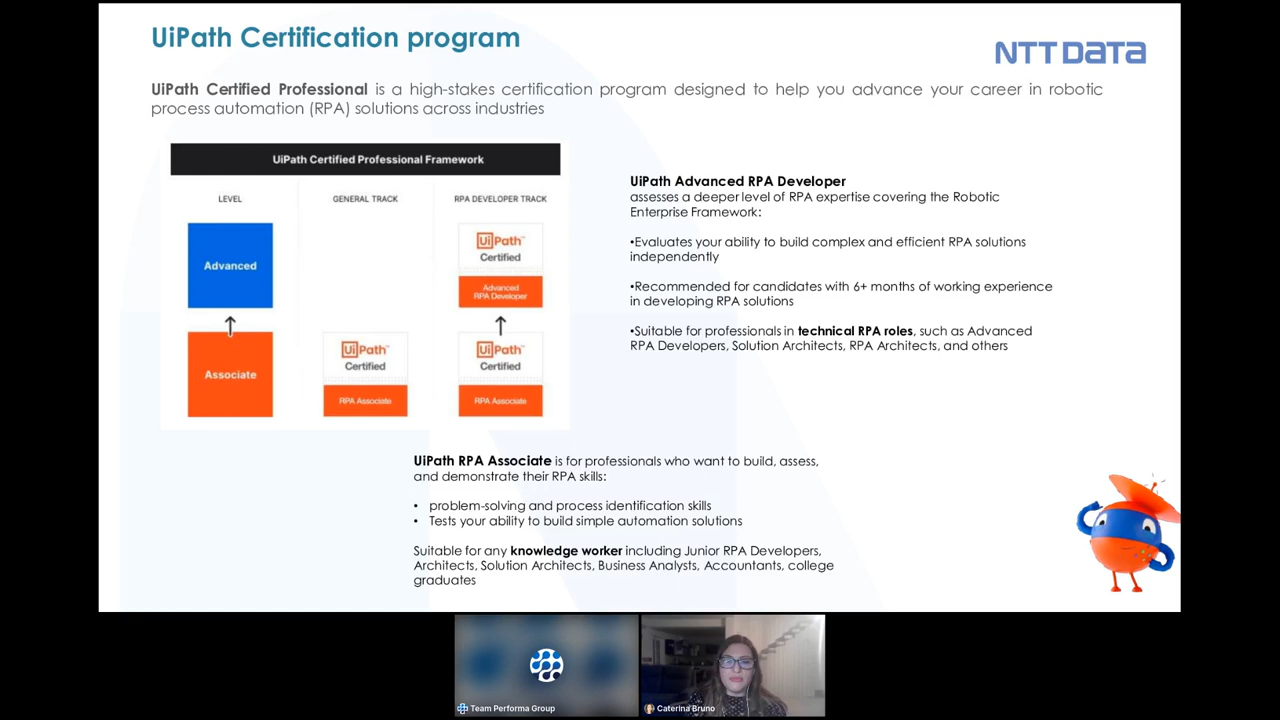 UiPath Certification program
NTT DATA
UiPath Certified Professional is a high-stakes certification program designed to help you advance your career in robotic
process automation (RPA) solutions across industries
UiPath Certified Professional Framework
LEVEL
GENERAL TRACK
RPA DEVELOPER TRACK
Advanced
UiPath™
Certified
Advanced
RPA Developer
Associate
UiPath™
Certified
RPA Associate
UiPath™
Certified
RPA Associate
UiPath Advanced RPA Developer
assesses a deeper level of RPA expertise covering the Robotic
Enterprise Framework:
•Evaluates your ability to build complex and efficient RPA solutions
independently
•Recommended for candidates with 6+ months of working experience
in developing RPA solutions
•Suitable for professionals in technical RPA roles, such as Advanced
RPA Developers, Solution Architects, RPA Architects, and others
UiPath RPA Associate is for professionals who want to build, assess,
and demonstrate their RPA skills:
• problem-solving and process identification skills
• Tests your ability to build simple automation solutions
Suitable for any knowledge worker including Junior RPA Developers,
Architects, Solution Architects, Business Analysts, Accountants, college
graduates
Team Performa Group
Caterina Bruno